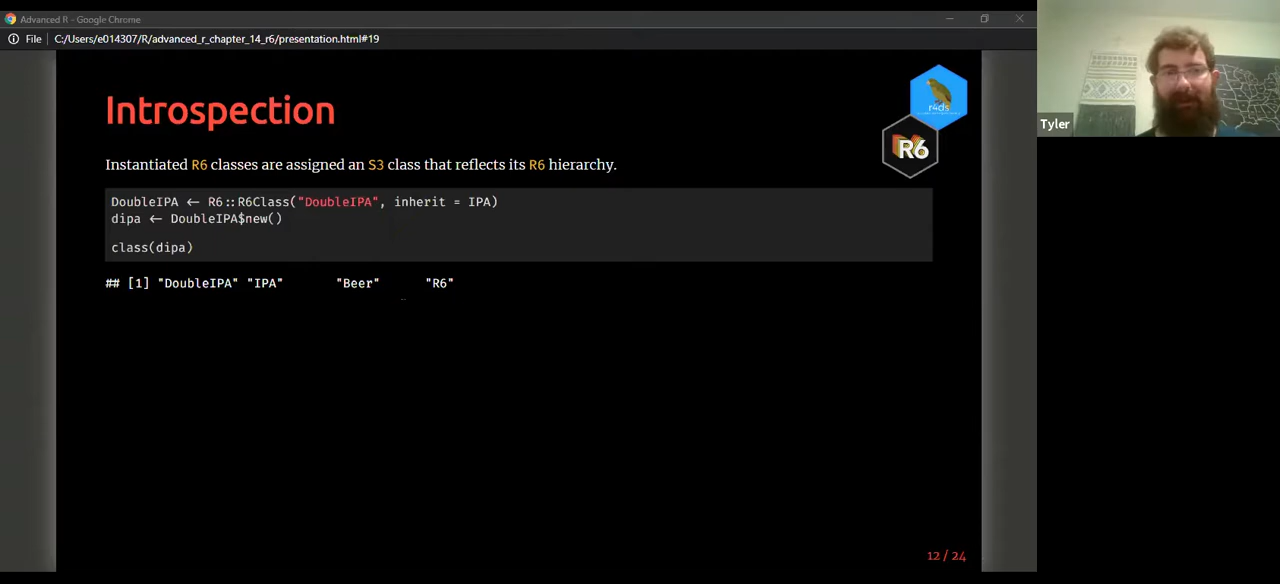 Advanced R - Google Chrome
File
C:/Users/e014307/R/advanced_r_chapter_14_r6/presentation.html#19
Introspection
r4ds
R6
Tyler
Instantiated R6 classes are assigned an S3 class that reflects its R6 hierarchy.
DoubleIPA ← R6::R6Class("DoubleIPA", inherit = IPA)
dipa ← DoubleIPA$new()
class(dipa)
## [1] "DoubleIPA" "IPA" "Beer" "R6"
12 / 24